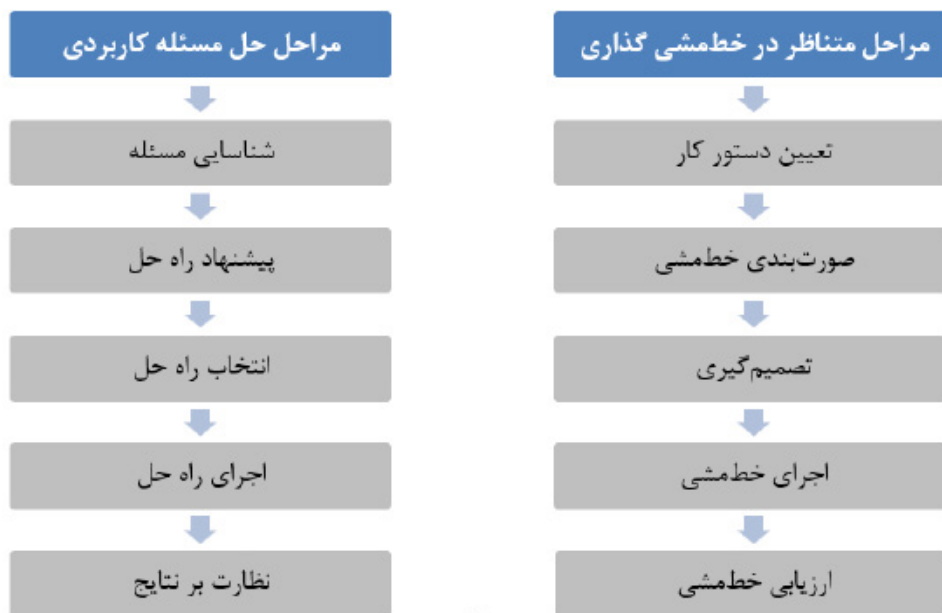 مراحل متناظر در خط‌مشی گذاری
تعیین دستور کار
صورت‌بندی خط‌مشی
تصمیم‌گیری
اجرای خط‌مشی
ارزیابی خط‌مشی
مراحل حل مسئله کاربردی
شناسایی مسئله
پیشنهاد راه حل
انتخاب راه حل
اجرای راه حل
نظارت بر نتایج